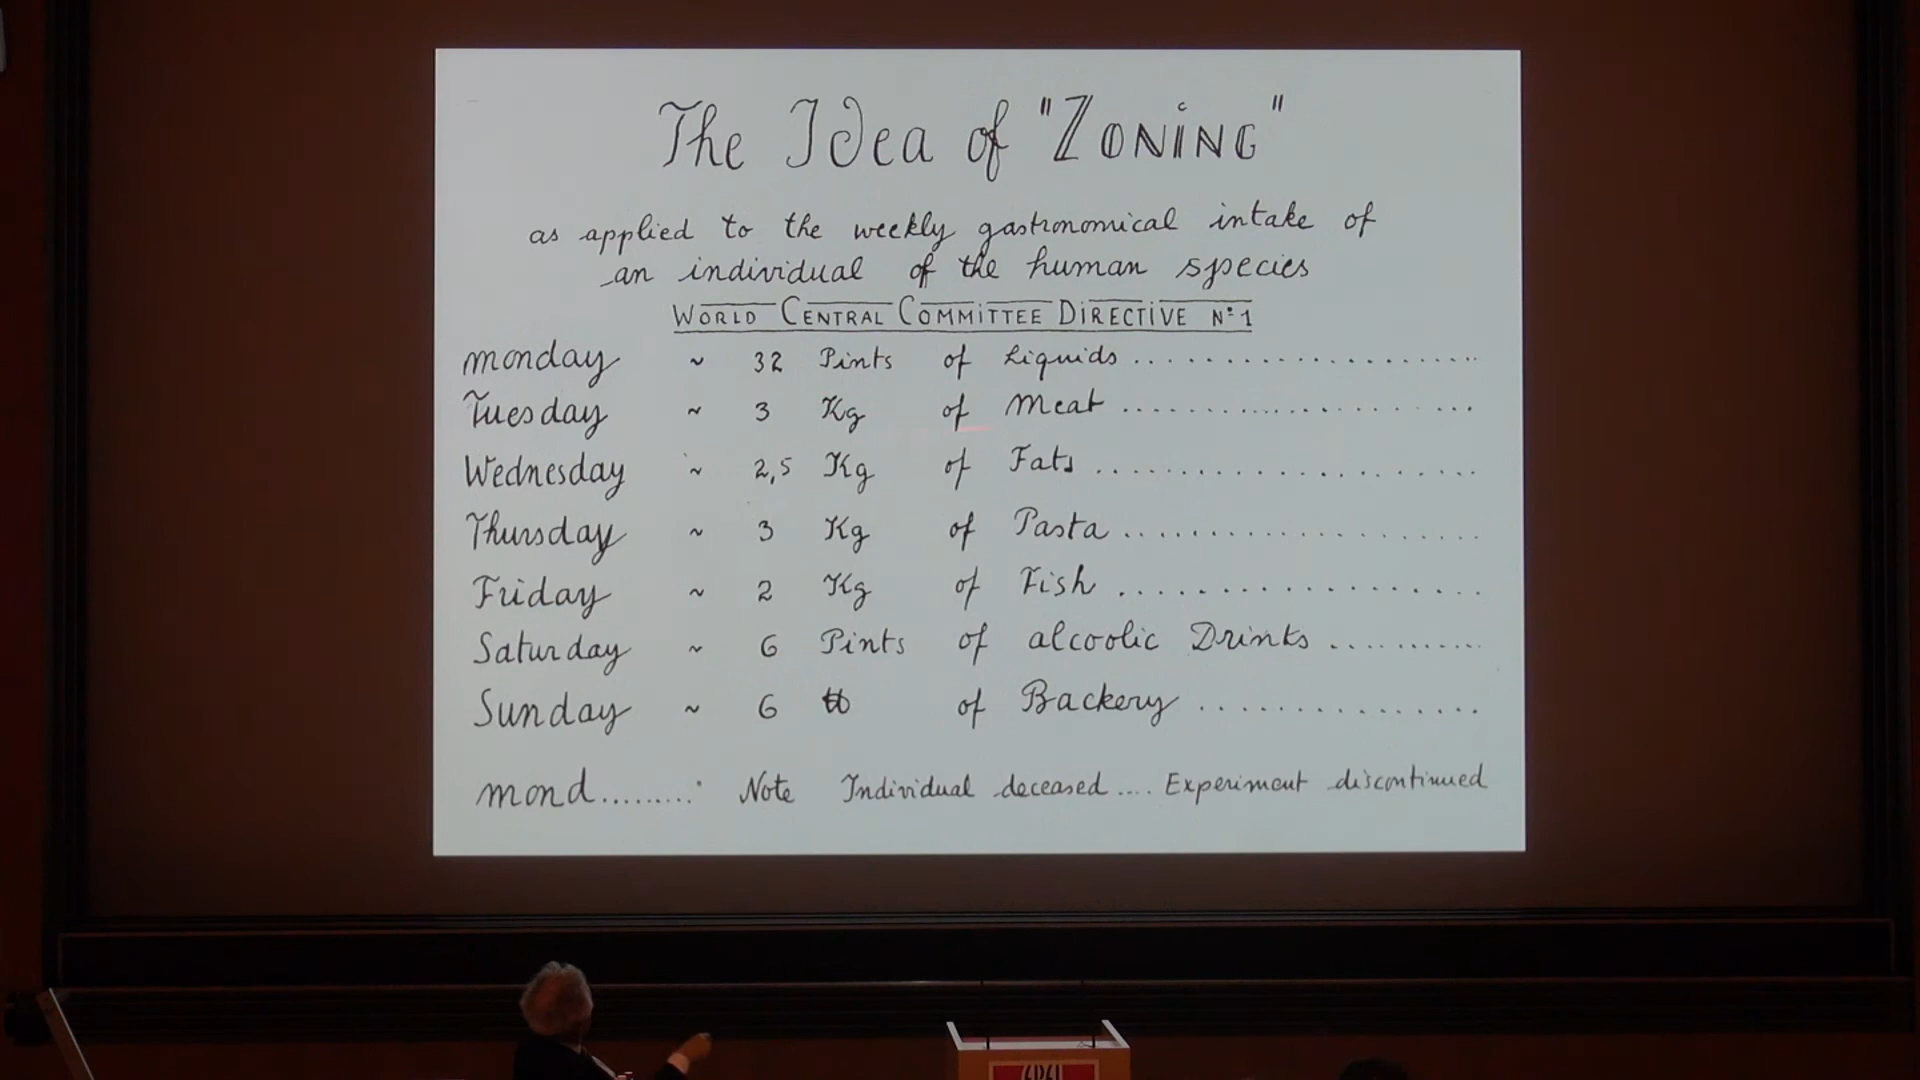 The Idea of "ZONING"
as applied to the weekly gastronomical intake of
an individual of the human species
WORLD CENTRAL COMMITTEE DIRECTIVE Nº 1
monday ~ 32 Pints of Liquids ....................
Tuesday ~ 3 Kg of Meat ....................
Wednesday ~ 2,5 Kg of Fats ....................
Thursday ~ 3 Kg of Pasta ....................
Friday ~ 2 Kg of Fish ..................
Saturday ~ 6 Pints of alcoolic Drinks ...........
Sunday ~ 6 ℔ of Backery ...............
mond.......... Note Individual deceased .... Experiment discontinued